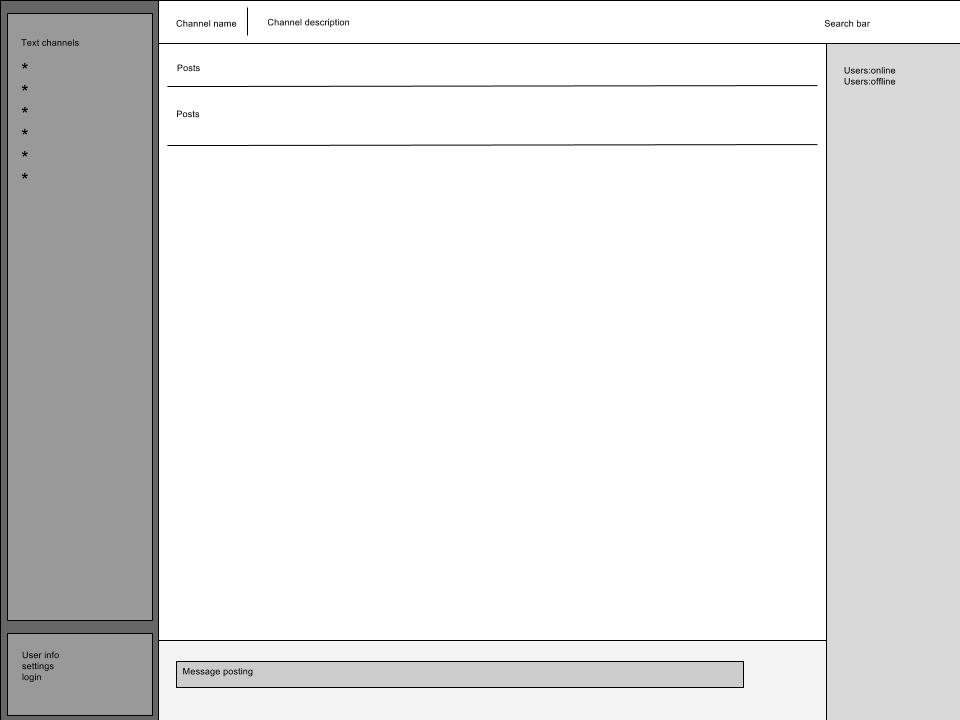 Text channels
*
*
*
*
*
*
User info
settings
login
Channel name
Channel description
Search bar
Posts
Posts
Message posting
Users:online
Users:offline